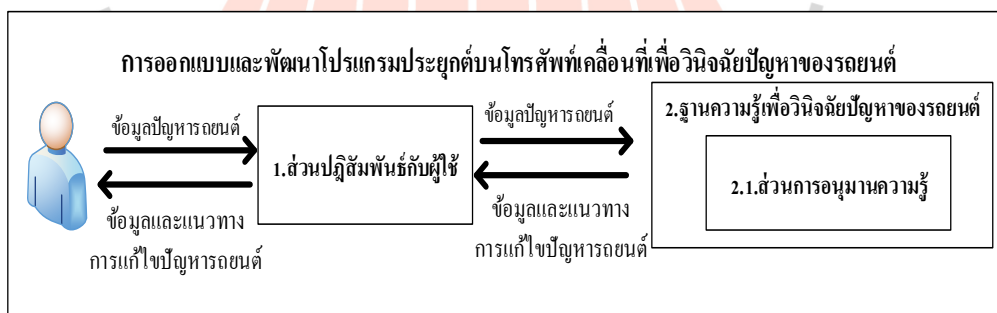 การออกแบบและพัฒนาโปรแกรมประยุกต์บนโทรศัพท์เคลื่อนที่เพื่อวินิจฉัยปัญหาของรถยนต์
ข้อมูลปัญหารถยนต์
ข้อมูลและแนวทาง
การแก้ไขปัญหารถยนต์
1.ส่วนปฎิสัมพันธ์กับผู้ใช้
ข้อมูลปัญหารถยนต์
ข้อมูลและแนวทาง
การแก้ไขปัญหารถยนต์
2.ฐานความรู้เพื่อวินิจฉัยปัญหาของรถยนต์
2.1.ส่วนการอนุมานความรู้